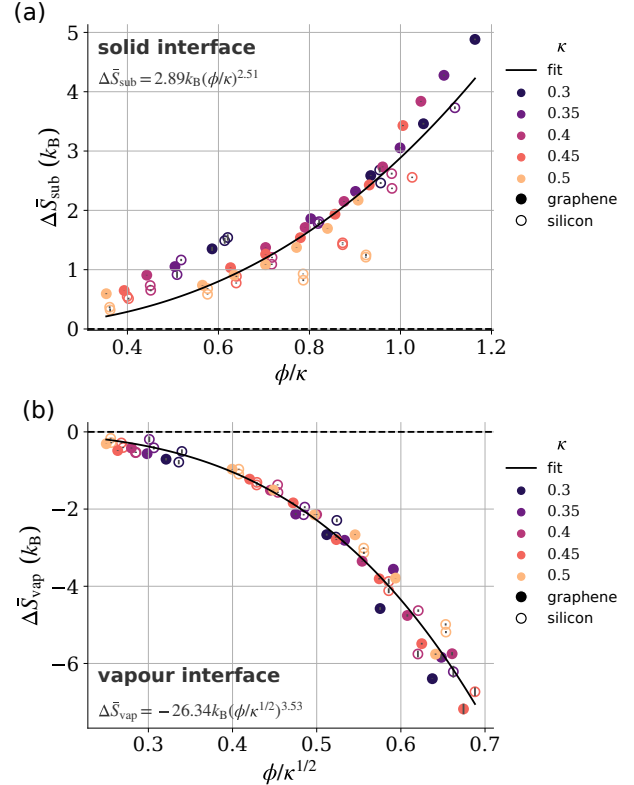 (a)
solid interface
ΔS̄sub = 2.89kB(ϕ/κ)^2.51
5
4
3
2
1
0
ΔS̄sub (kB)
0.4 0.6 0.8 1.0 1.2
ϕ/κ
κ
fit
0.3
0.35
0.4
0.45
0.5
graphene
silicon
(b)
0
−2
−4
−6
ΔS̄vap (kB)
vapour interface
ΔS̄vap = −26.34kB(ϕ/κ^1/2)^3.53
0.3 0.4 0.5 0.6 0.7
ϕ/κ^1/2
κ
fit
0.3
0.35
0.4
0.45
0.5
graphene
silicon